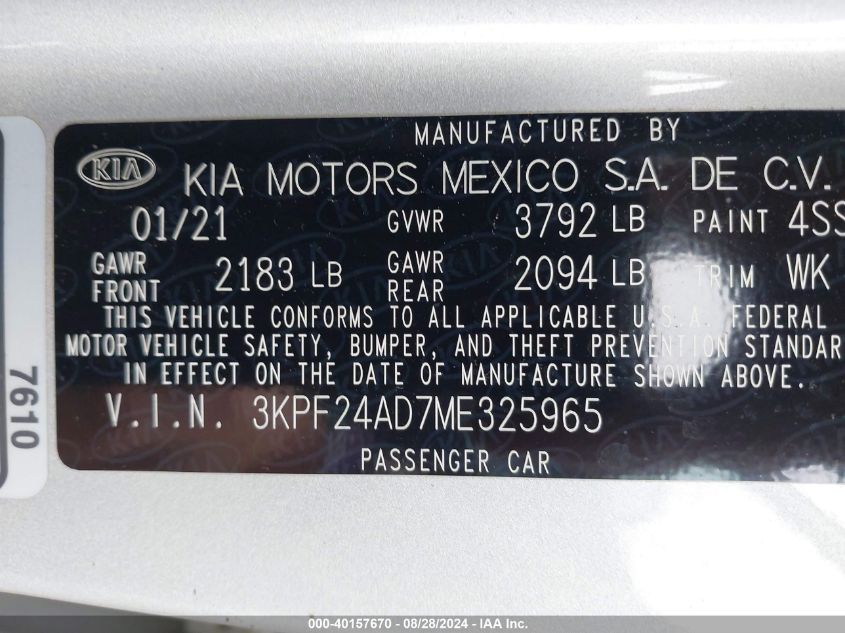 MANUFACTURED BY
KIA KIA MOTORS MEXICO S.A. DE C.V.
01/21 GVWR 3792 LB PAINT 4SS
GAWR FRONT 2183 LB GAWR REAR 2094 LB TRIM WK
THIS VEHICLE CONFORMS TO ALL APPLICABLE U.S.A. FEDERAL
MOTOR VEHICLE SAFETY, BUMPER, AND THEFT PREVENTION STANDAR
IN EFFECT ON THE DATE OF MANUFACTURE SHOWN ABOVE.
V.I.N. 3KPF24AD7ME325965
PASSENGER CAR
7610
© - 40157670 - 08/28/2024 - IAA Inc.